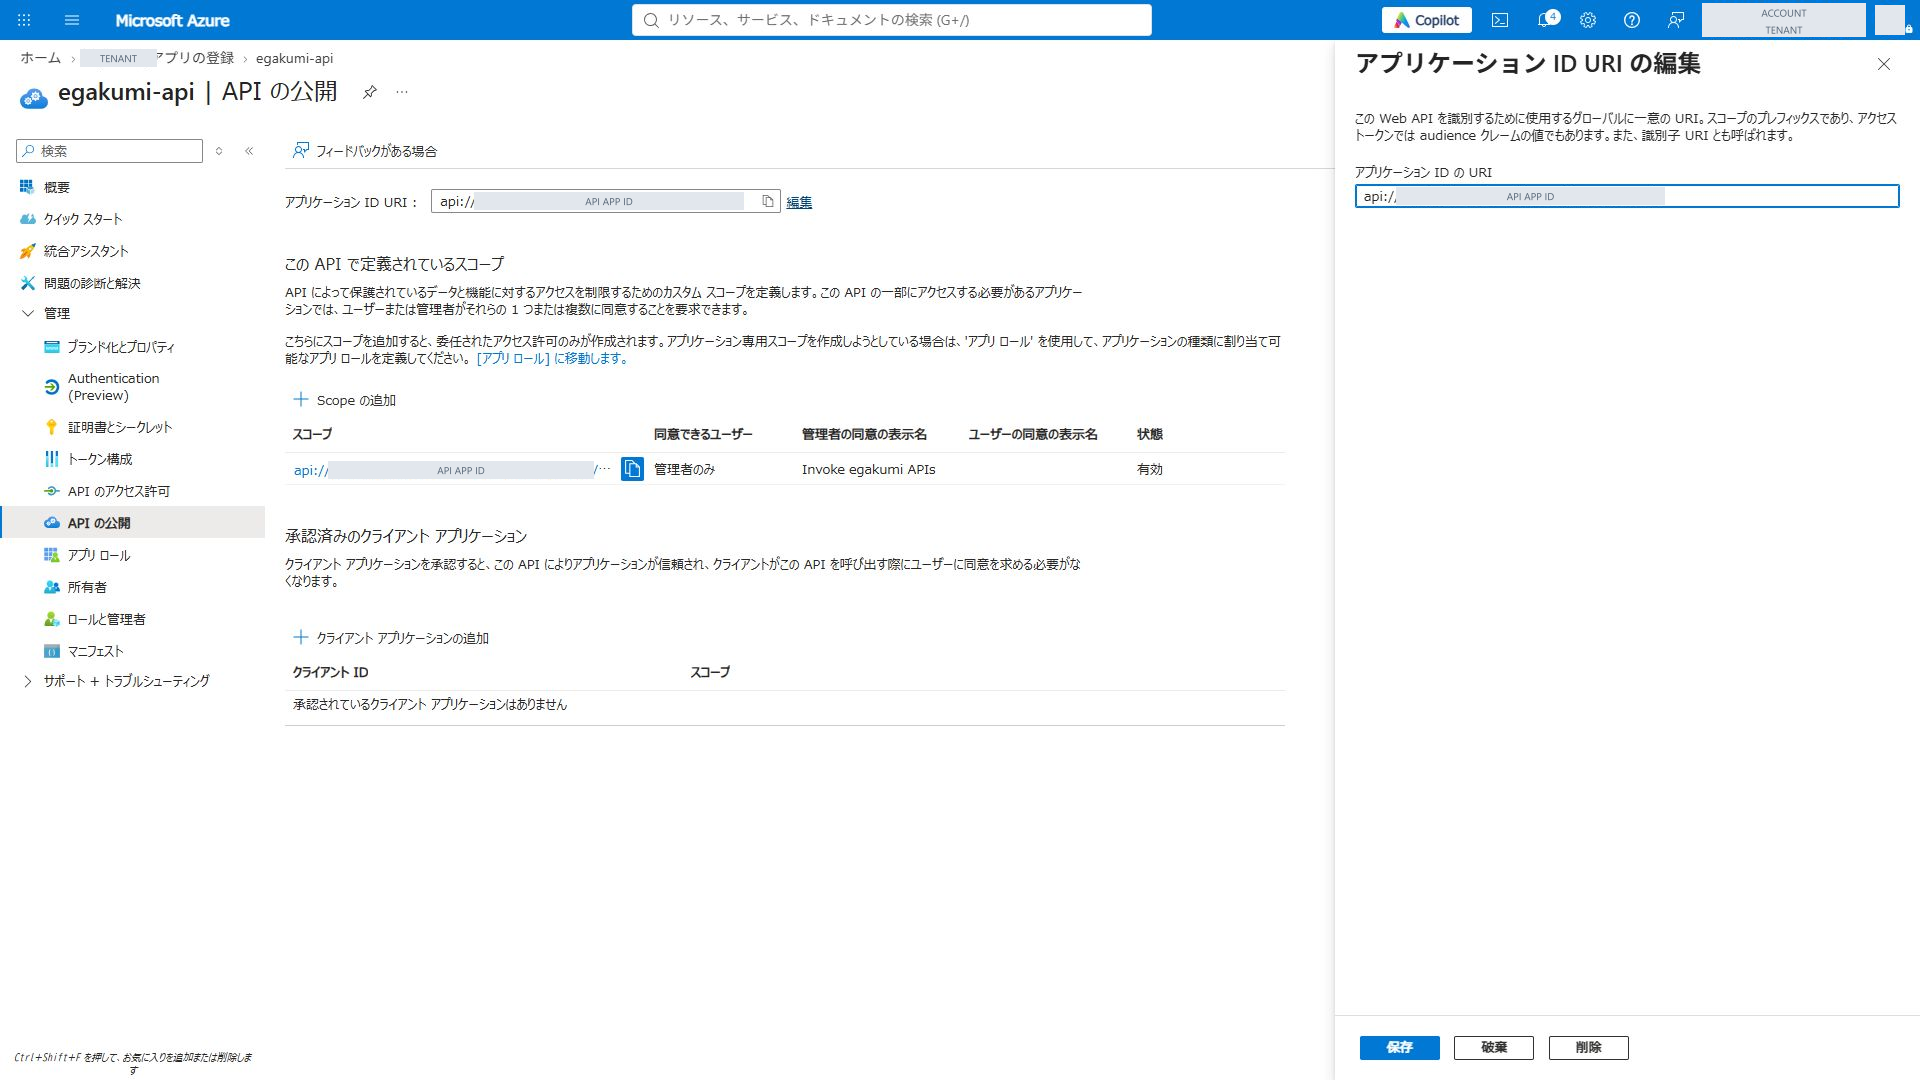 Microsoft Azure
リソース、サービス、ドキュメントの検索 (G+/)
Copilot
4
ACCOUNT
TENANT
ホーム
TENANT
アプリの登録
egakumi-api
egakumi-api | API の公開
検索
概要
クイック スタート
統合アシスタント
問題の診断と解決
管理
ブランド化とプロパティ
Authentication
(Preview)
証明書とシークレット
トークン構成
API のアクセス許可
API の公開
アプリ ロール
所有者
ロールと管理者
マニフェスト
サポート + トラブルシューティング
Ctrl+Shift+F を押して、お気に入りを追加または削除しま
す
フィードバックがある場合
アプリケーション ID URI :
api://
API APP ID
編集
この API で定義されているスコープ
API によって保護されているデータと機能に対するアクセスを制限するためのカスタム スコープを定義します。この API の一部にアクセスする必要があるアプリケー
ションでは、ユーザーまたは管理者がそれらの 1 つまたは複数に同意することを要求できます。
こちらにスコープを追加すると、委任されたアクセス許可のみが作成されます。アプリケーション専用スコープを作成しようとしている場合は、'アプリ ロール' を使用して、アプリケーションの種類に割り当て可
能なアプリ ロールを定義してください。 [アプリ ロール] に移動します。
Scope の追加
スコープ 同意できるユーザー 管理者の同意の表示名 ユーザーの同意の表示名 状態
api:// API APP ID /… 管理者のみ Invoke egakumi APIs 有効
承認済みのクライアント アプリケーション
クライアント アプリケーションを承認すると、この API によりアプリケーションが信頼され、クライアントがこの API を呼び出す際にユーザーに同意を求める必要がな
くなります。
クライアント アプリケーションの追加
クライアント ID スコープ
承認されているクライアント アプリケーションはありません
アプリケーション ID URI の編集
この Web API を識別するために使用するグローバルに一意の URI。スコープのプレフィックスであり、アクセス
トークンでは audience クレームの値でもあります。また、識別子 URI とも呼ばれます。
アプリケーション ID の URI
api://
API APP ID
保存 破棄 削除